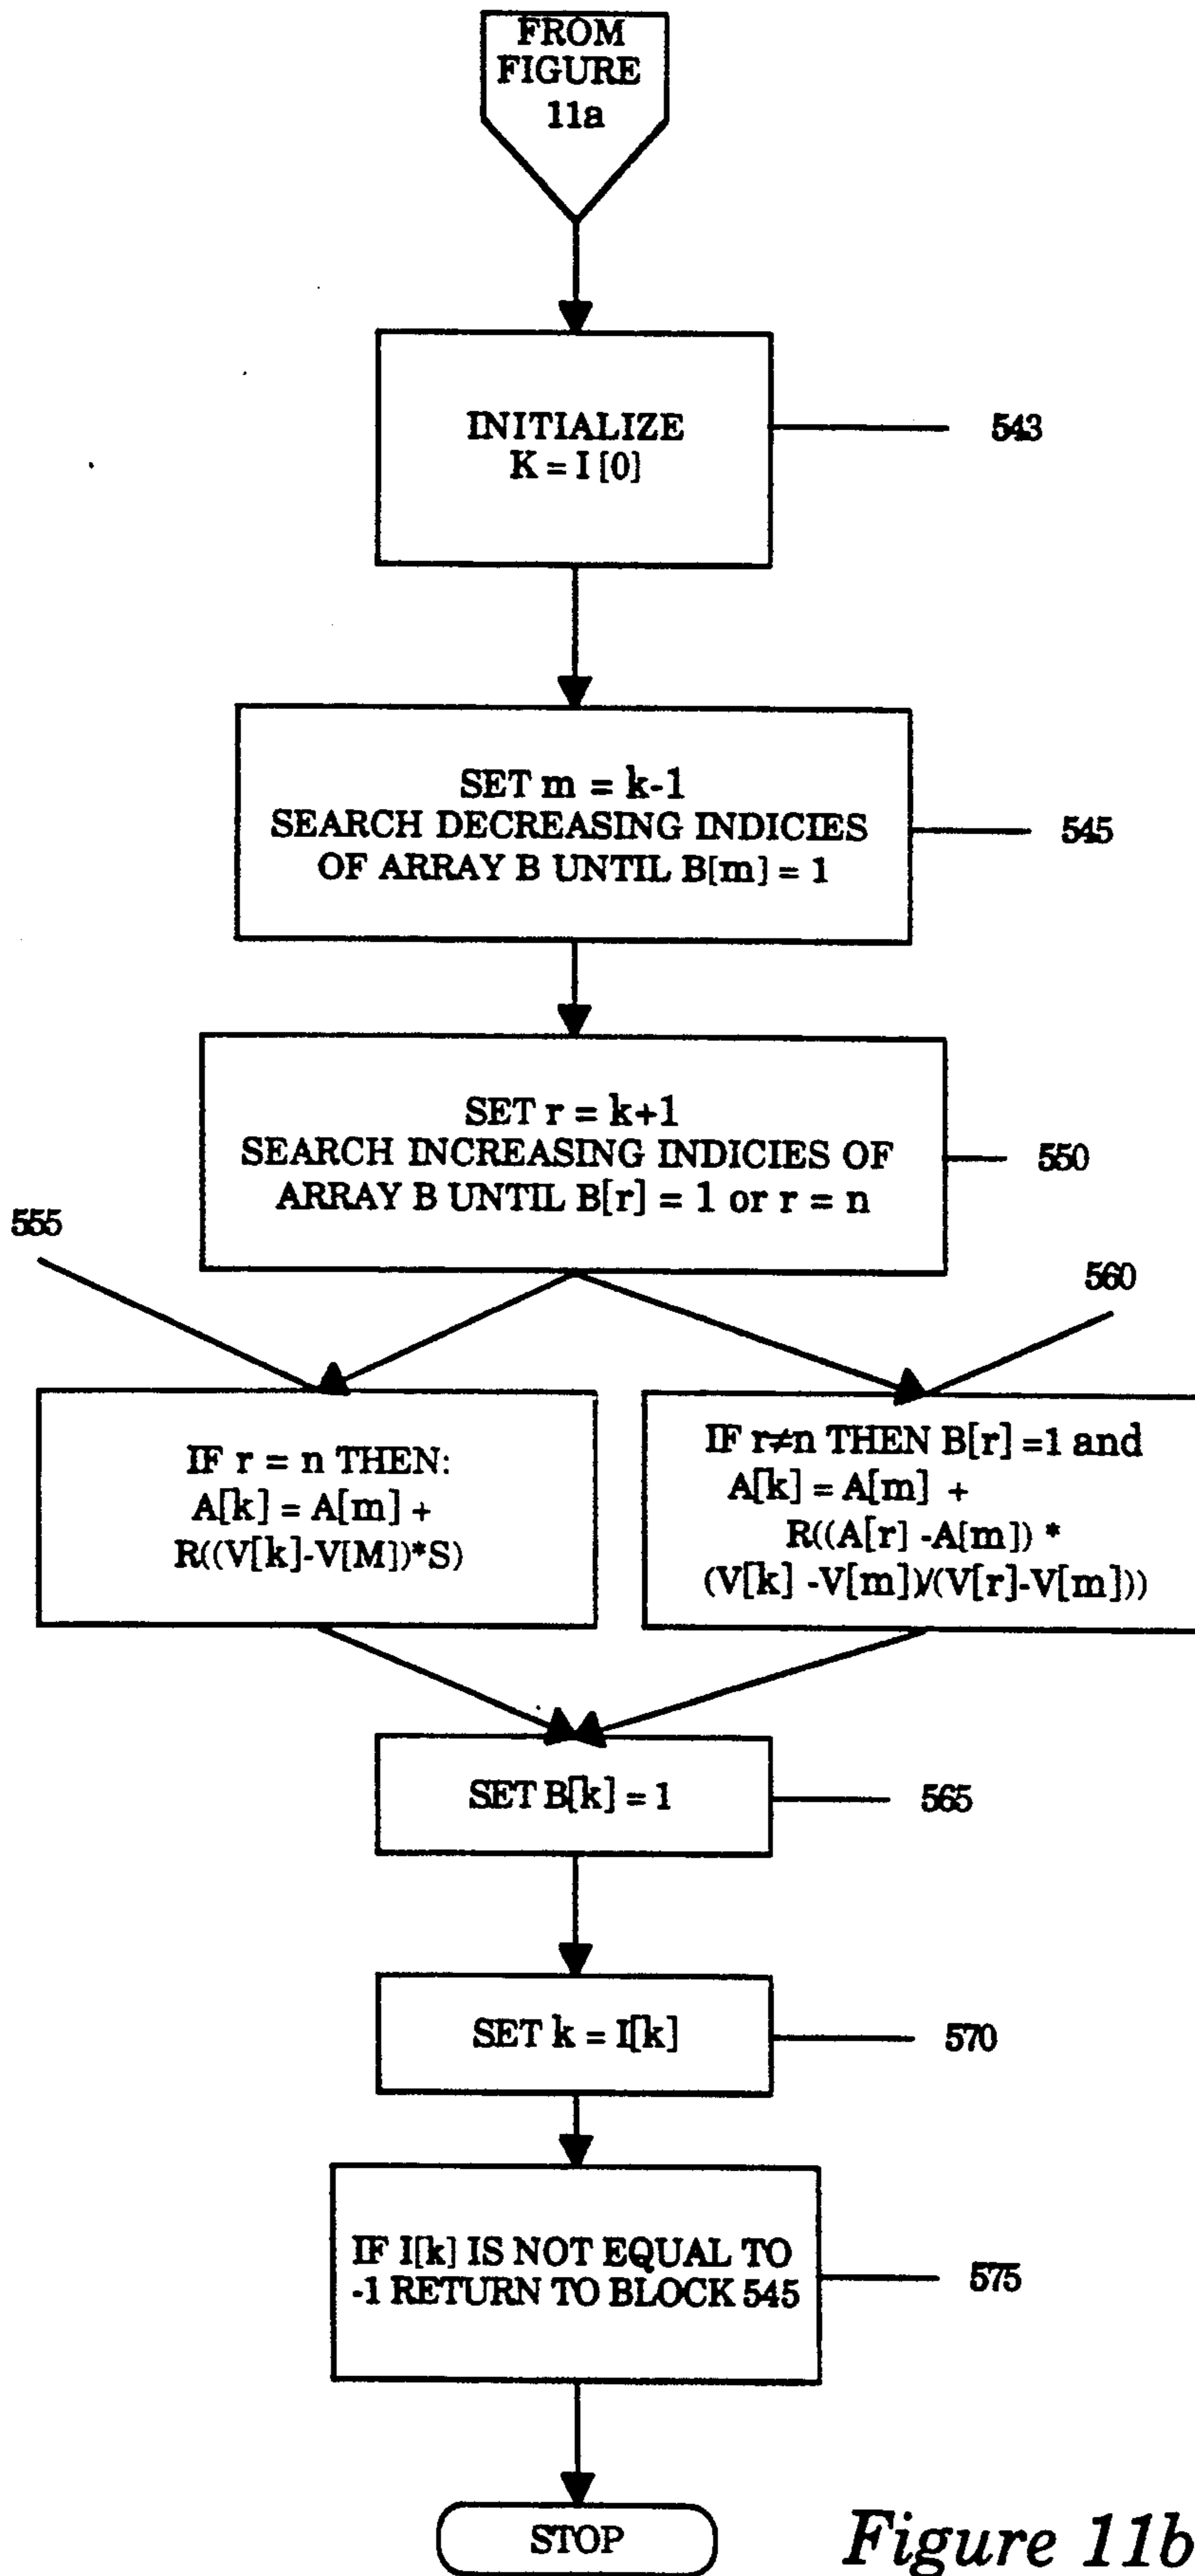 FROM
FIGURE
11a
INITIALIZE
K = I [0]
543
SET m = k-1
SEARCH DECREASING INDICIES
OF ARRAY B UNTIL B[m] = 1
545
SET r = k+1
SEARCH INCREASING INDICIES OF
ARRAY B UNTIL B[r] = 1 or r = n
550
555
560
IF r = n THEN:
A[k] = A[m] +
R((V[k]-V[M])*S)
IF r≠n THEN B[r] =1 and
A[k] = A[m] +
R((A[r] -A[m]) *
(V[k] -V[m])/(V[r]-V[m]))
SET B[k] = 1
565
SET k = I[k]
570
IF I[k] IS NOT EQUAL TO
-1 RETURN TO BLOCK 545
575
STOP
Figure 11b